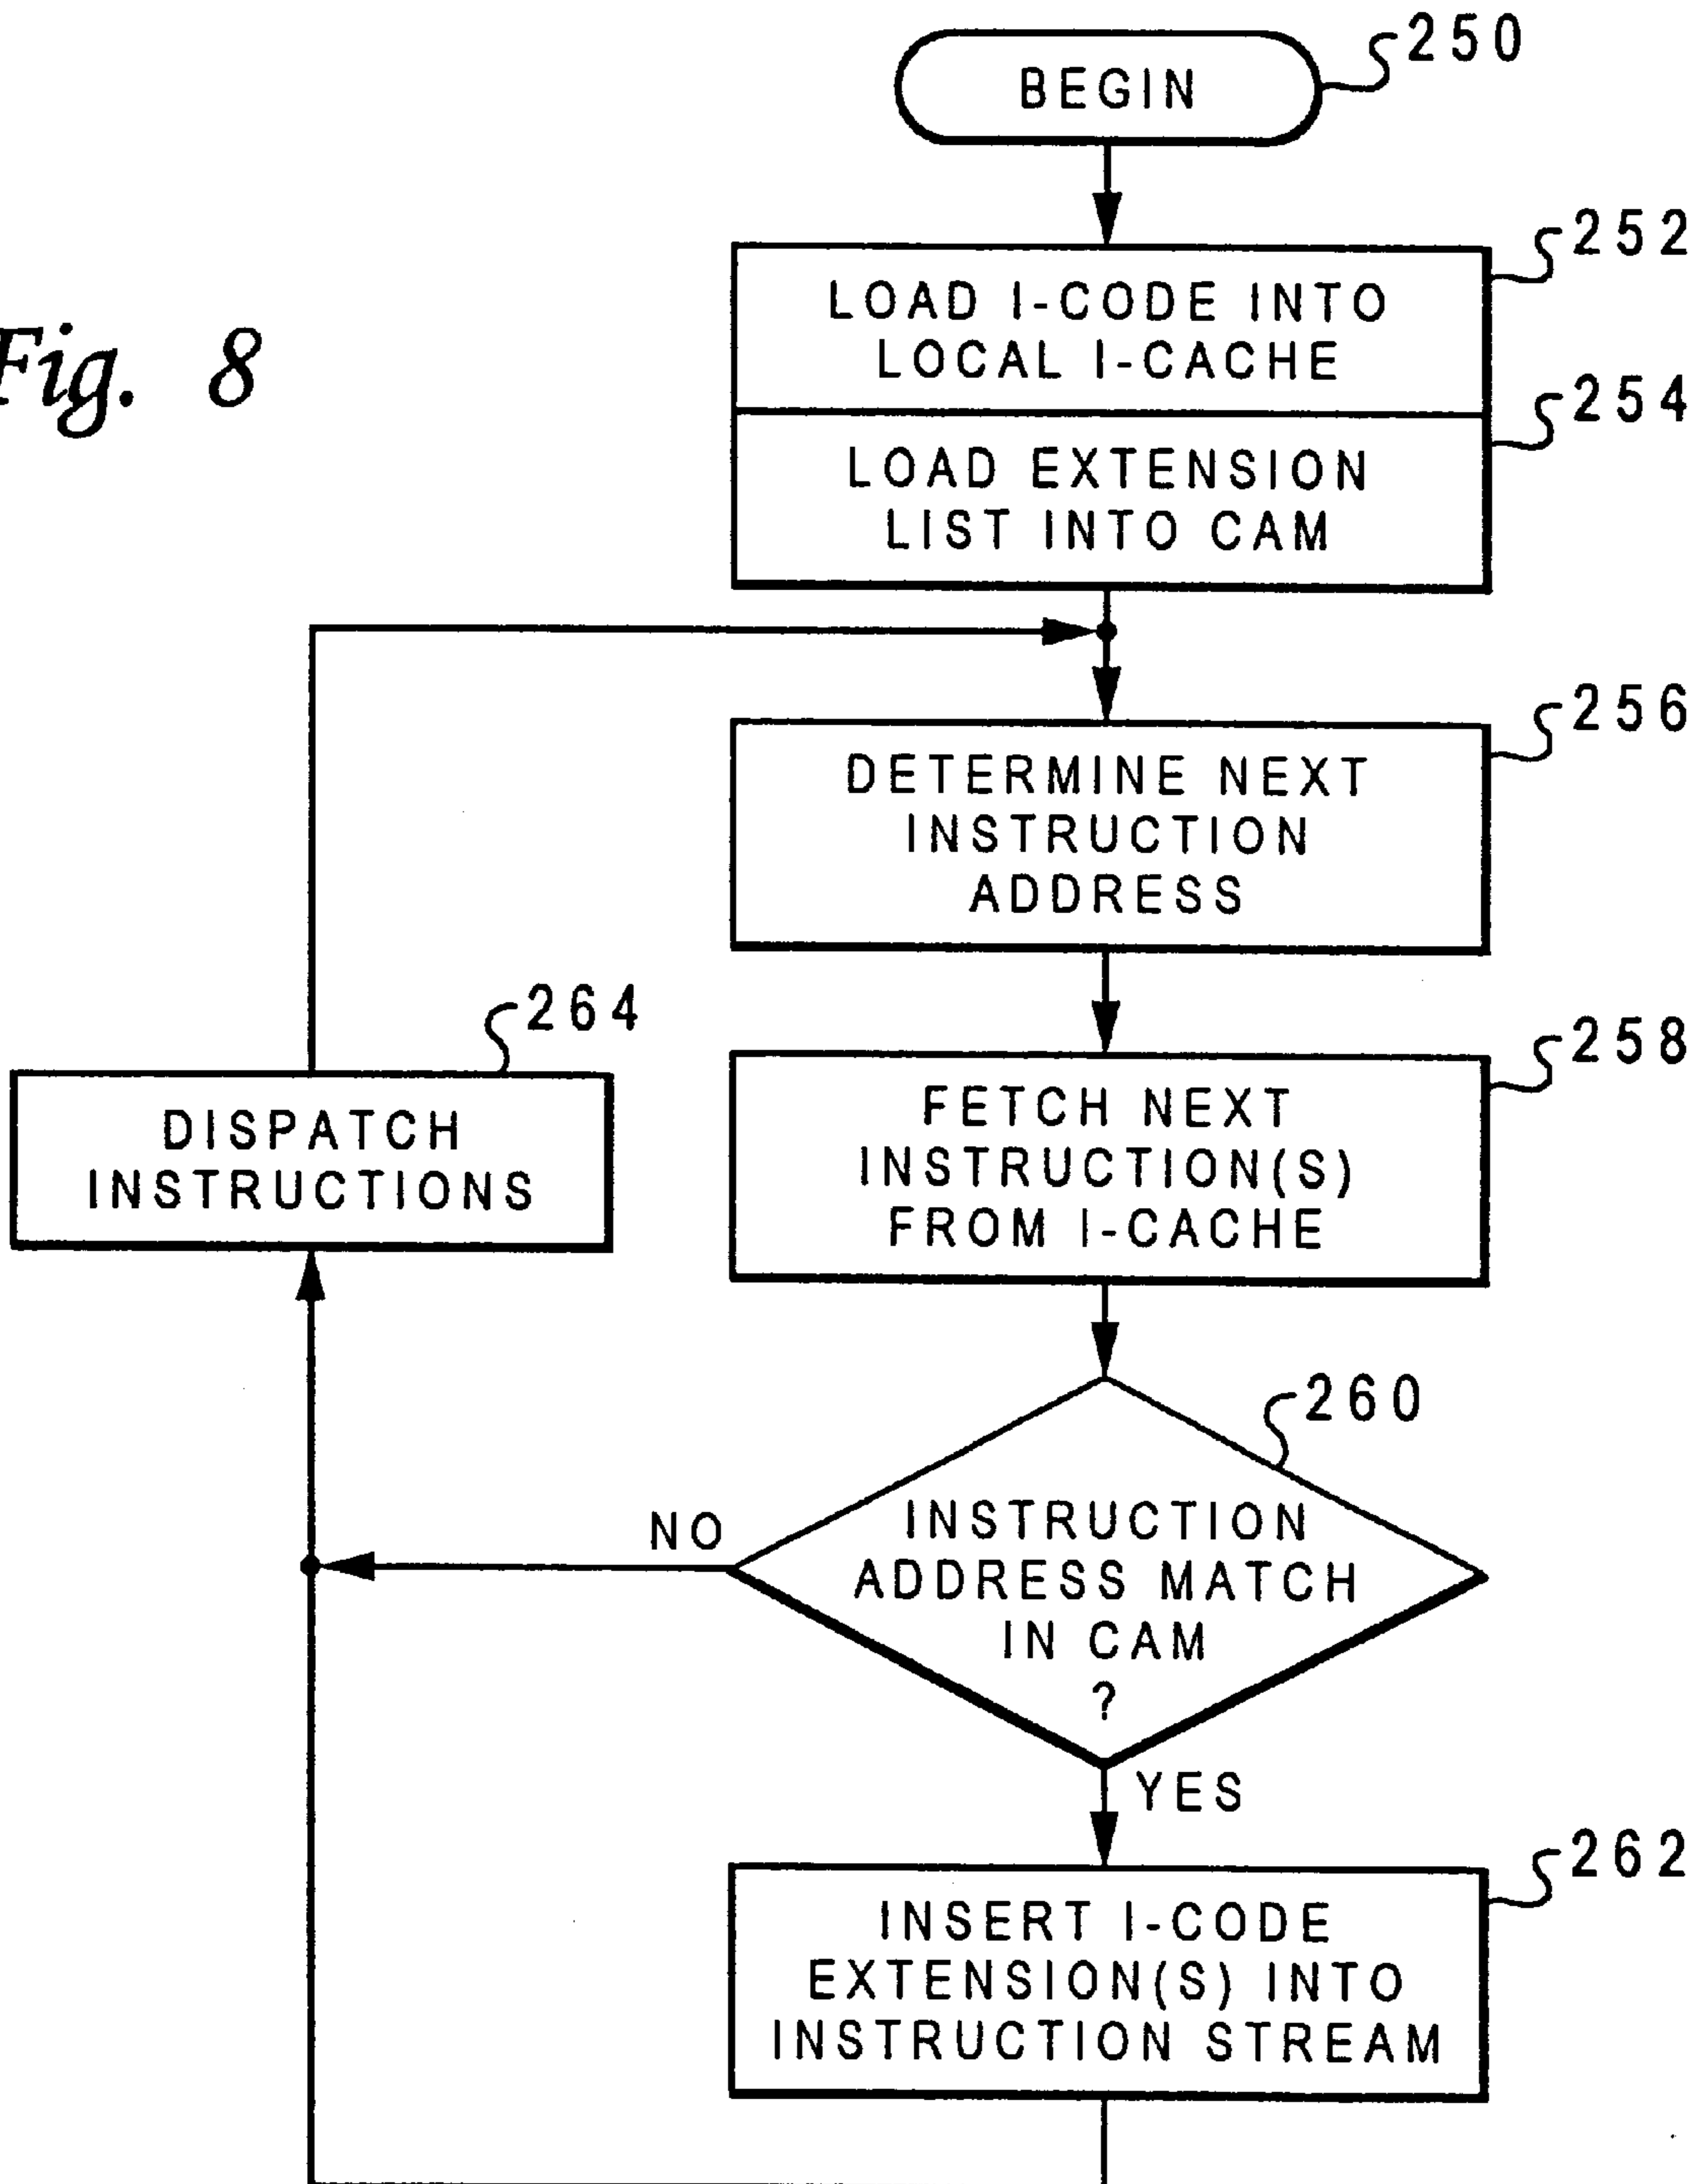 Fig. 8
BEGIN
250
252
LOAD I-CODE INTO
LOCAL I-CACHE
254
LOAD EXTENSION
LIST INTO CAM
256
DETERMINE NEXT
INSTRUCTION
ADDRESS
264
DISPATCH
INSTRUCTIONS
258
FETCH NEXT
INSTRUCTION(S)
FROM I-CACHE
260
NO
INSTRUCTION
ADDRESS MATCH
IN CAM
?
YES
262
INSERT I-CODE
EXTENSION(S) INTO
INSTRUCTION STREAM